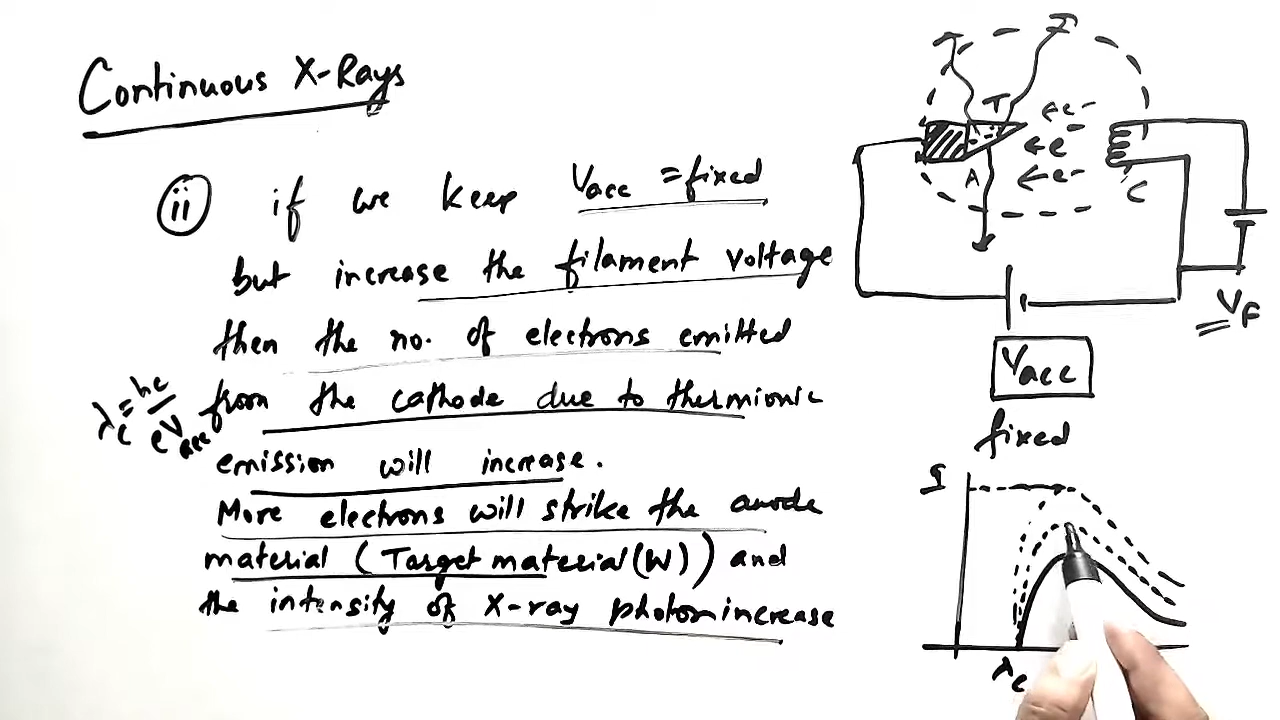 Continuous X-Rays
ii if we keep Vacc = fixed
but increase the filament voltage
then the no. of electrons emitted
from the cathode due to thermionic
emission will increase.
More electrons will strike the anode
material (Target material (W)) and
the intensity of X-ray photon increase
λc = hc/eVacc
T
e-
e-
e-
A
C
VF
Vacc
fixed
I
λc